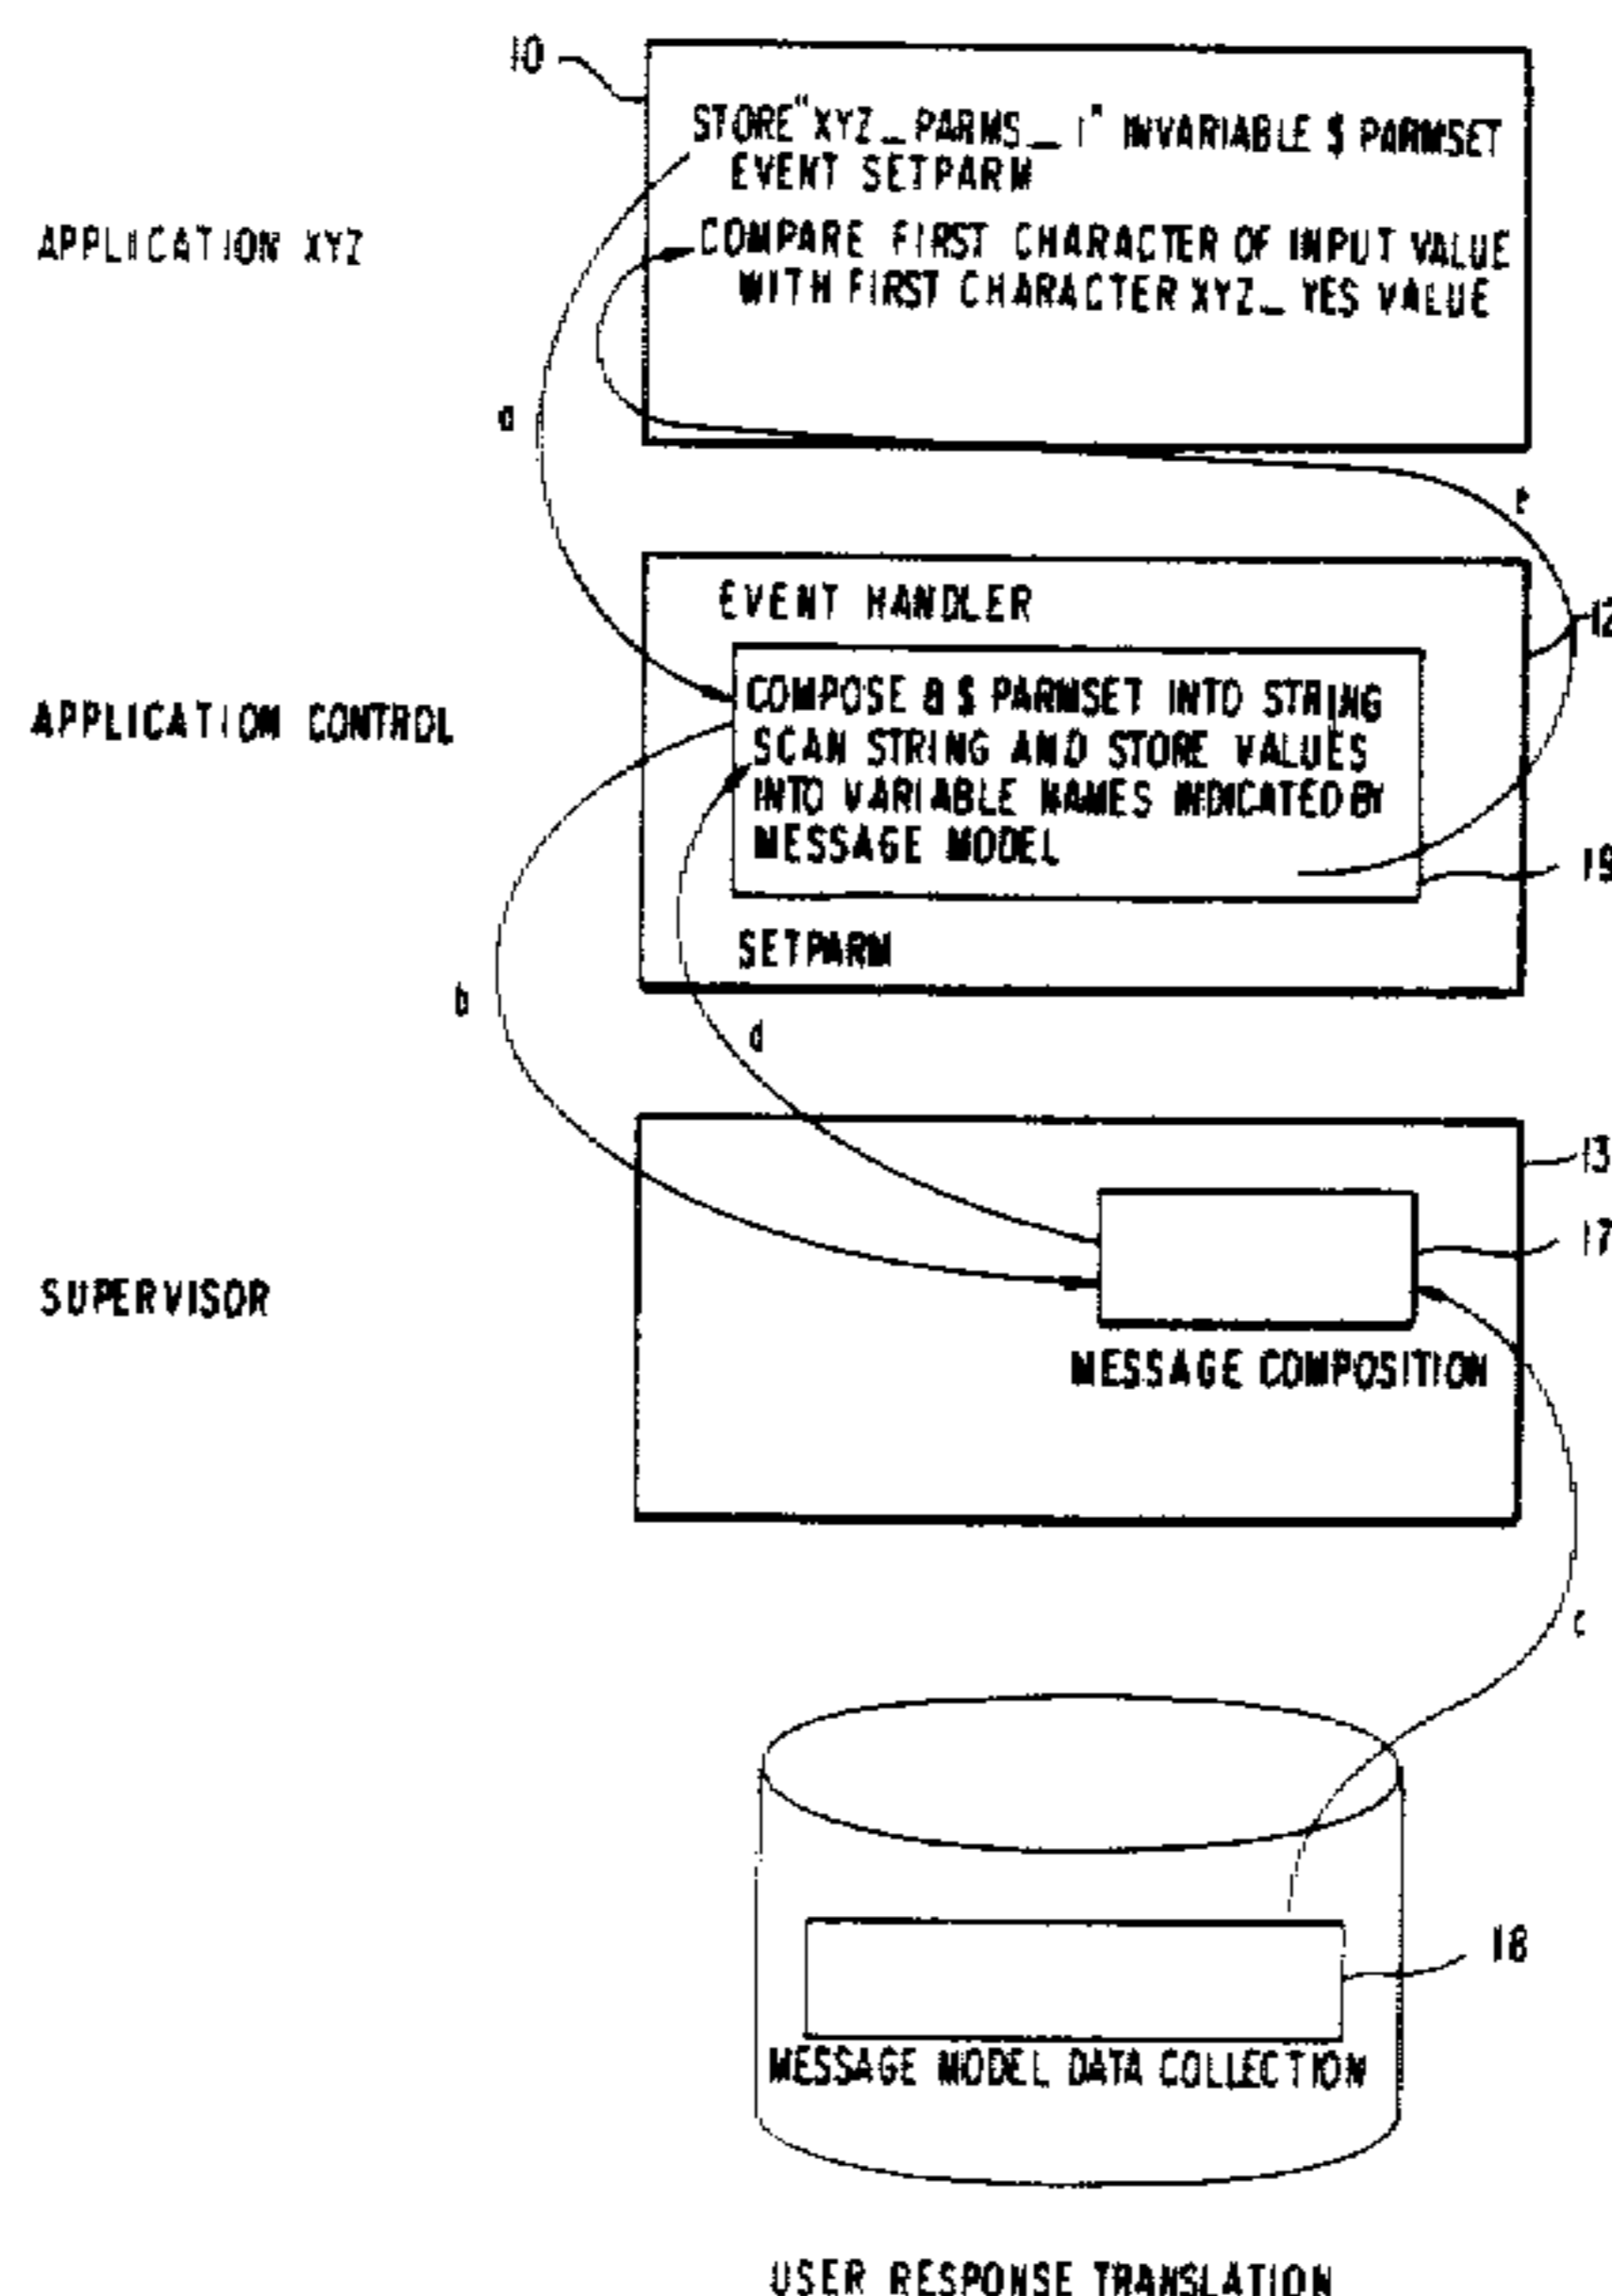 10
STORE "XYZ_PARMS_1" INVARIABLE $ PARMSET
EVENT SETPARM
APPLICATION XYZ
COMPARE FIRST CHARACTER OF INPUT VALUE
WITH FIRST CHARACTER XYZ_YES VALUE
a
e
EVENT HANDLER
12
COMPOSE & $ PARMSET INTO STRING
APPLICATION CONTROL
SCAN STRING AND STORE VALUES
INTO VARIABLE NAMES INDICATED BY
MESSAGE MODEL
19
SETPARM
b
d
13
17
SUPERVISOR
MESSAGE COMPOSITION
c
18
MESSAGE MODEL DATA COLLECTION
USER RESPONSE TRANSLATION